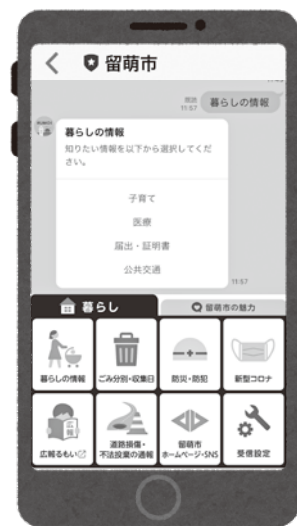 留萌市
既読
11:57
暮らしの情報
暮らしの情報
知りたい情報を以下から選択してくだ
さい。
子育て
医療
届出・証明書
公共交通
11:57
暮らし
留萌市の魅力
暮らしの情報
ごみ分別・収集日
防災・防犯
新型コロナ
広報
広報るもい
道路損傷・
不法投棄の通報
留萌市
ホームページ・SNS
受信設定